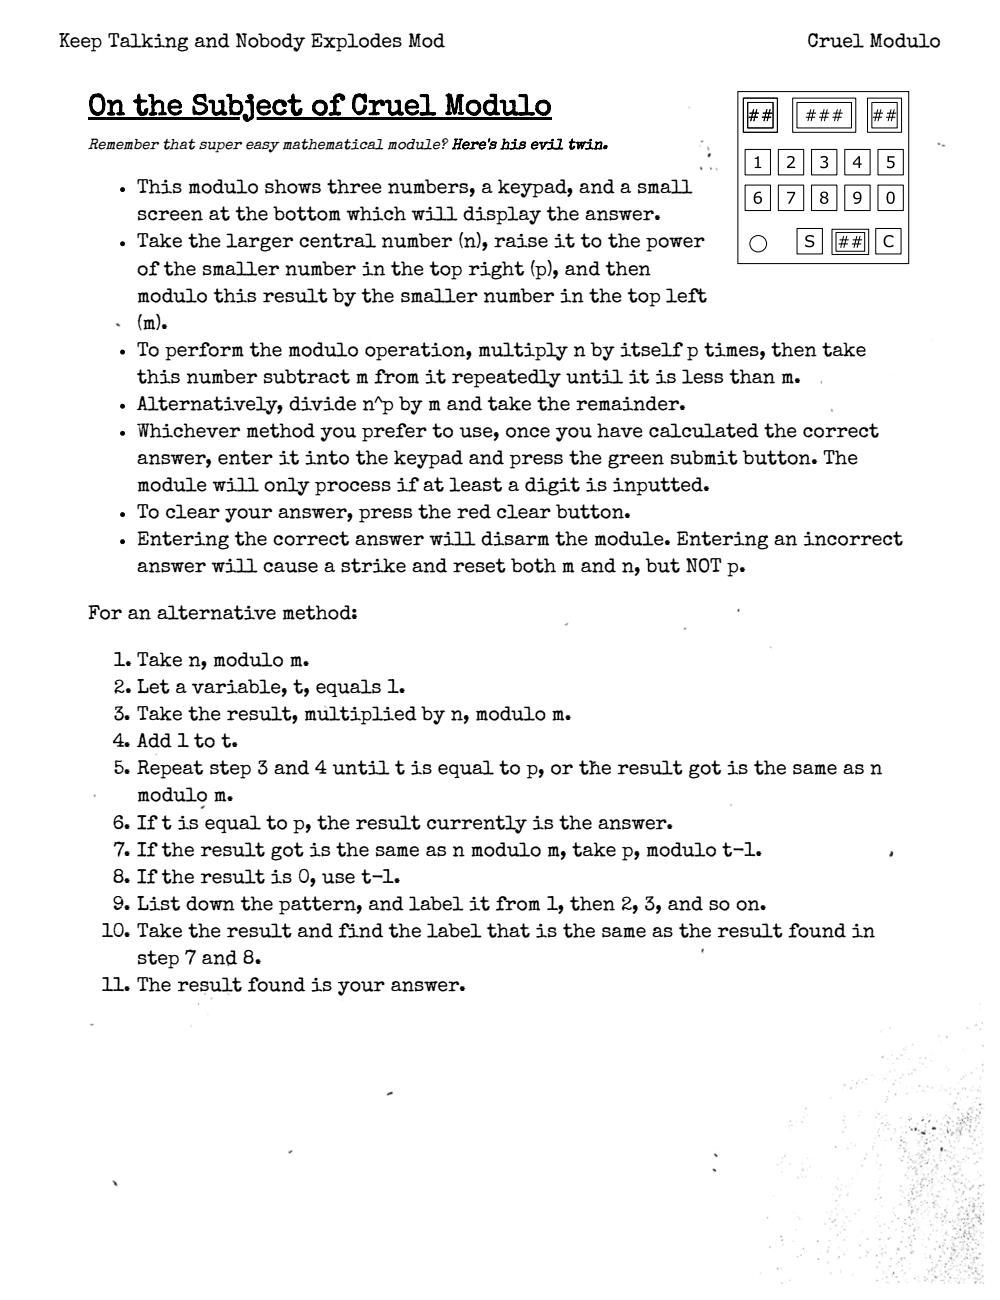 Keep Talking and Nobody Explodes Mod
Cruel Modulo
On the Subject of Cruel Modulo
## ### ##
Remember that super easy mathematical module? Here's his evil twin.
1 2 3 4 5
6 7 8 9 0
S ## C
• This modulo shows three numbers, a keypad, and a small
screen at the bottom which will display the answer.
• Take the larger central number (n), raise it to the power
of the smaller number in the top right (p), and then
modulo this result by the smaller number in the top left
(m).
• To perform the modulo operation, multiply n by itself p times, then take
this number subtract m from it repeatedly until it is less than m.
• Alternatively, divide n^p by m and take the remainder.
• Whichever method you prefer to use, once you have calculated the correct
answer, enter it into the keypad and press the green submit button. The
module will only process if at least a digit is inputted.
• To clear your answer, press the red clear button.
• Entering the correct answer will disarm the module. Entering an incorrect
answer will cause a strike and reset both m and n, but NOT p.
For an alternative method:
1. Take n, modulo m.
2. Let a variable, t, equals 1.
3. Take the result, multiplied by n, modulo m.
4. Add 1 to t.
5. Repeat step 3 and 4 until t is equal to p, or the result got is the same as n
modulo m.
6. If t is equal to p, the result currently is the answer.
7. If the result got is the same as n modulo m, take p, modulo t-1.
8. If the result is 0, use t-1.
9. List down the pattern, and label it from 1, then 2, 3, and so on.
10. Take the result and find the label that is the same as the result found in
step 7 and 8.
11. The result found is your answer.